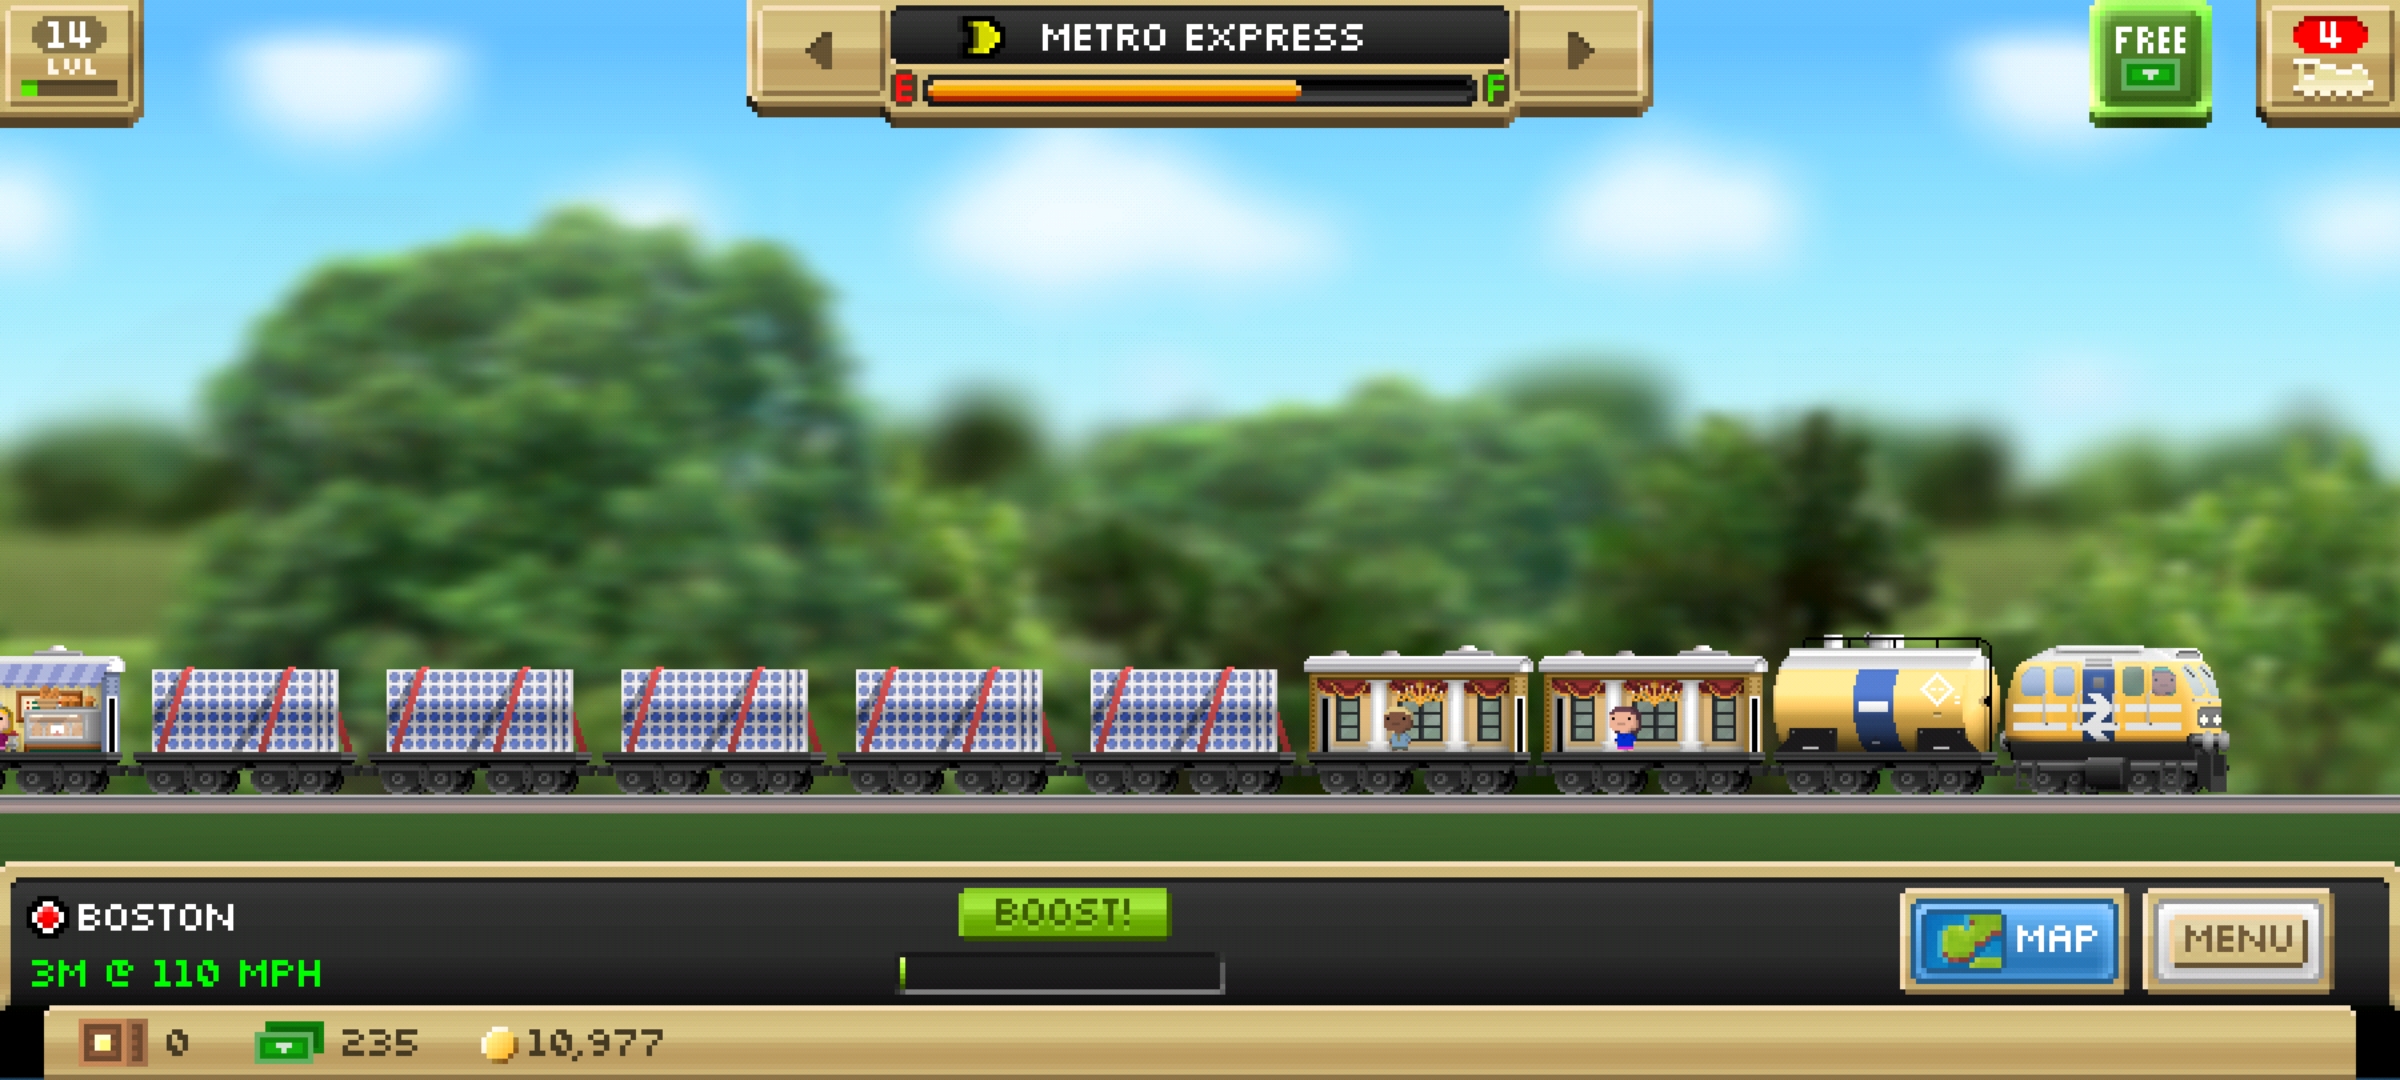 14
LVL
METRO EXPRESS
E F
FREE
4
BOSTON
3M @ 110 MPH
BOOST!
MAP
MENU
0 235 10,977